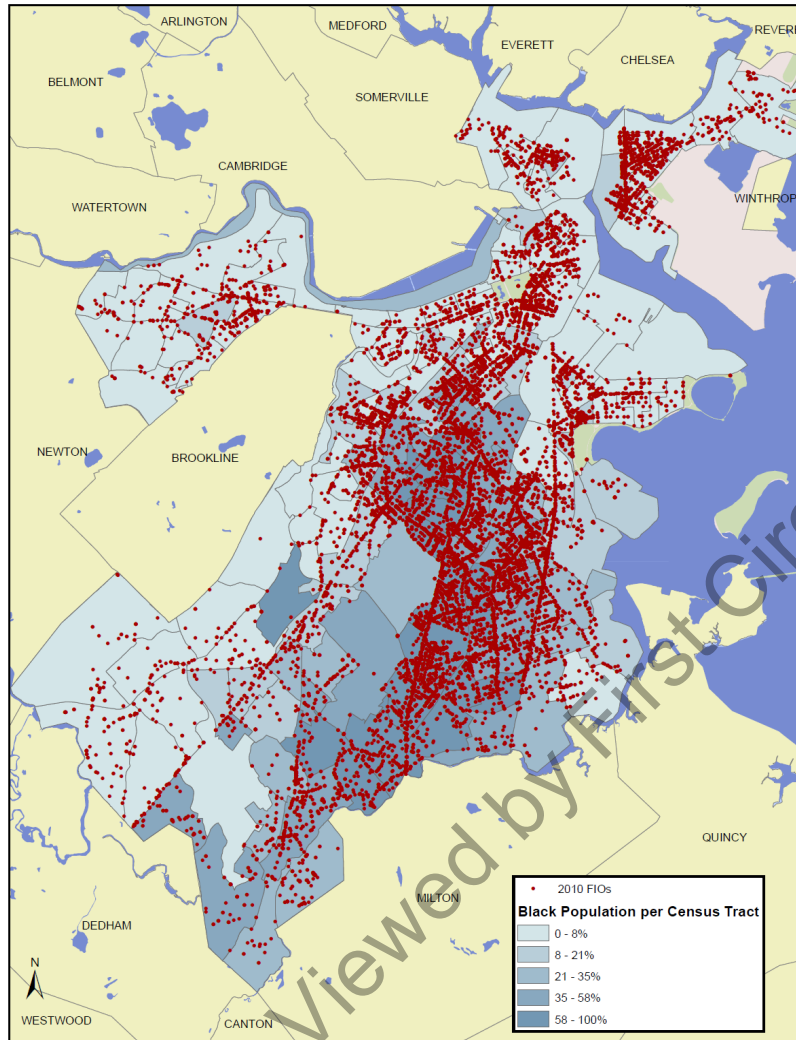 ARLINGTON
MEDFORD
REVERE
EVERETT
CHELSEA
BELMONT
SOMERVILLE
CAMBRIDGE
WINTHROP
WATERTOWN
NEWTON
BROOKLINE
QUINCY
MILTON
DEDHAM
WESTWOOD
CANTON
N
2010 FIOs
Black Population per Census Tract
0 - 8%
8 - 21%
21 - 35%
35 - 58%
58 - 100%
Viewed by First Circ